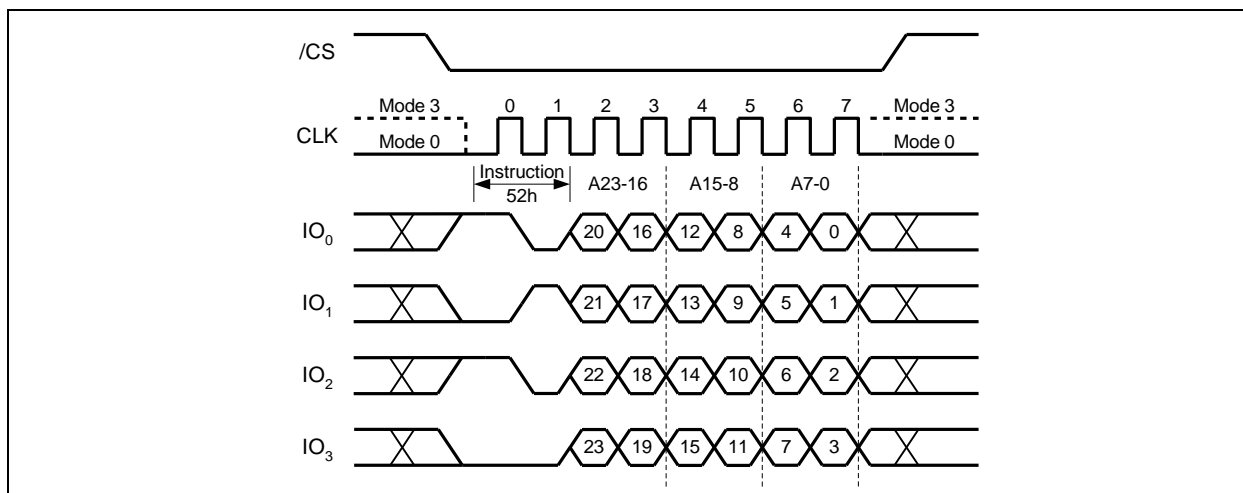 /CS
Mode 3 0 1 2 3 4 5 6 7 Mode 3
CLK
Mode 0 Mode 0
Instruction
52h
A23-16 A15-8 A7-0
IO0 20 16 12 8 4 0
IO1 21 17 13 9 5 1
IO2 22 18 14 10 6 2
IO3 23 19 15 11 7 3